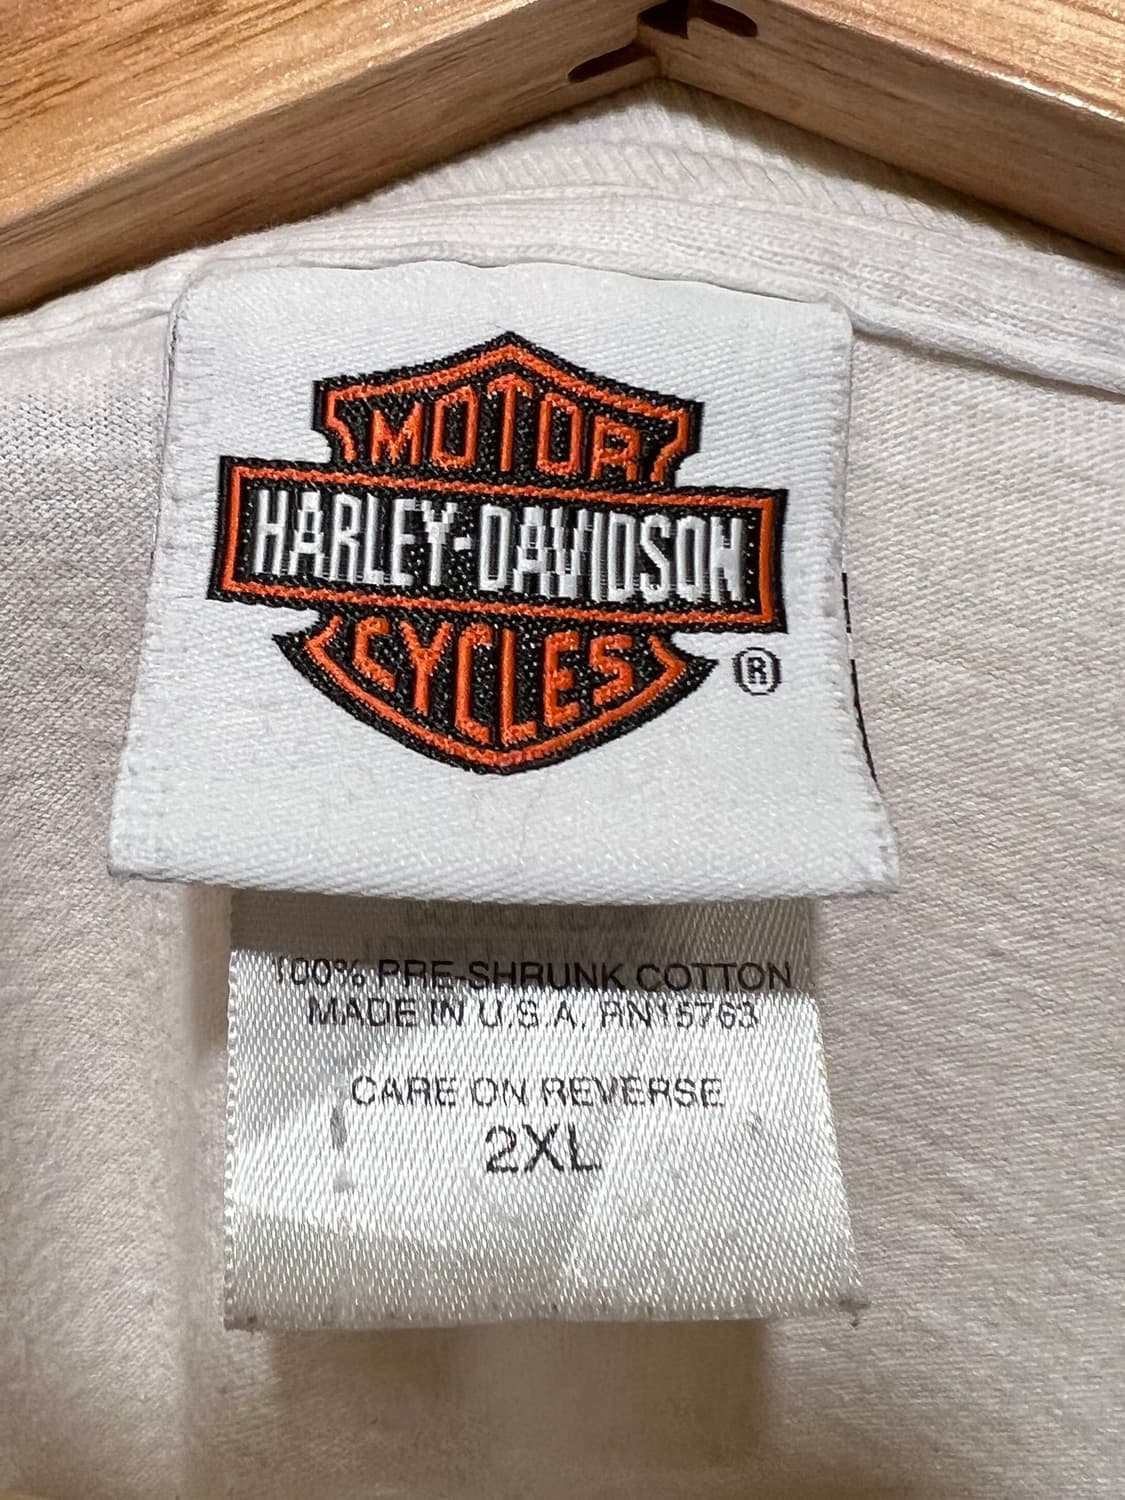 MOTOR
HARLEY-DAVIDSON
CYCLES
®
100% PRE-SHRUNK COTTON
MADE IN U.S.A. RN15763
CARE ON REVERSE
2XL